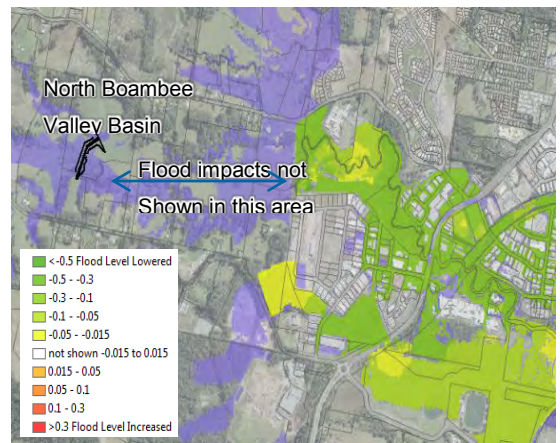 North Boambee
Valley Basin
Flood impacts not
Shown in this area
<-0.5 Flood Level Lowered
-0.5 - -0.3
-0.3 - -0.1
-0.1 - -0.05
-0.05 - -0.015
not shown -0.015 to 0.015
0.015 - 0.05
0.05 - 0.1
0.1 - 0.3
>0.3 Flood Level Increased